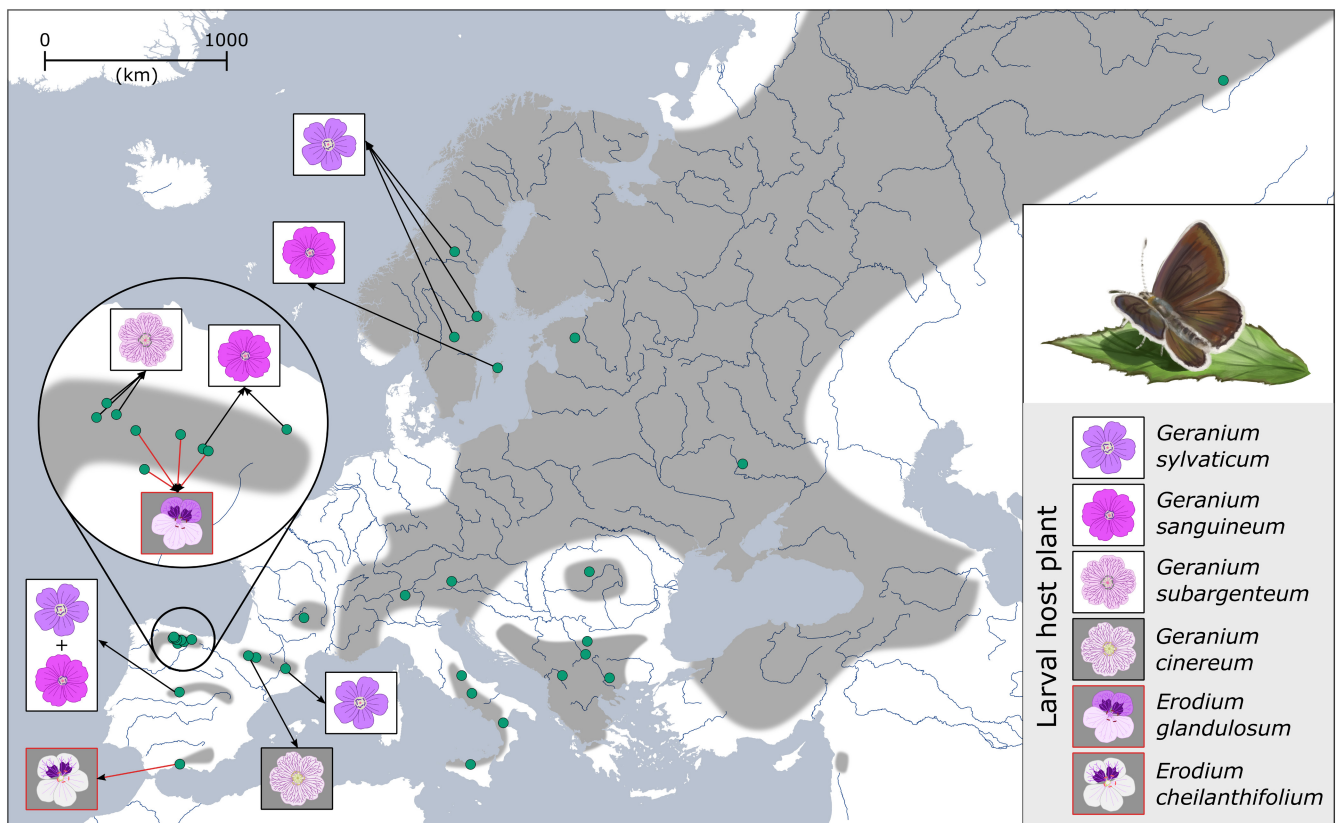 0 1000
(km)
+
Larval host plant
Geranium
sylvaticum
Geranium
sanguineum
Geranium
subargenteum
Geranium
cinereum
Erodium
glandulosum
Erodium
cheilanthifolium